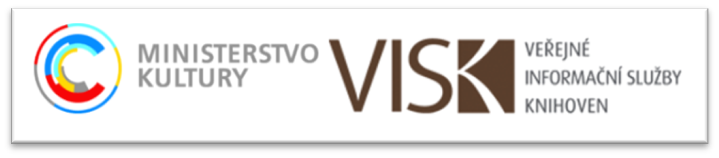 MINISTERSTVO
KULTURY
VISK
VEŘEJNÉ
INFORMAČNÍ SLUŽBY
KNIHOVEN